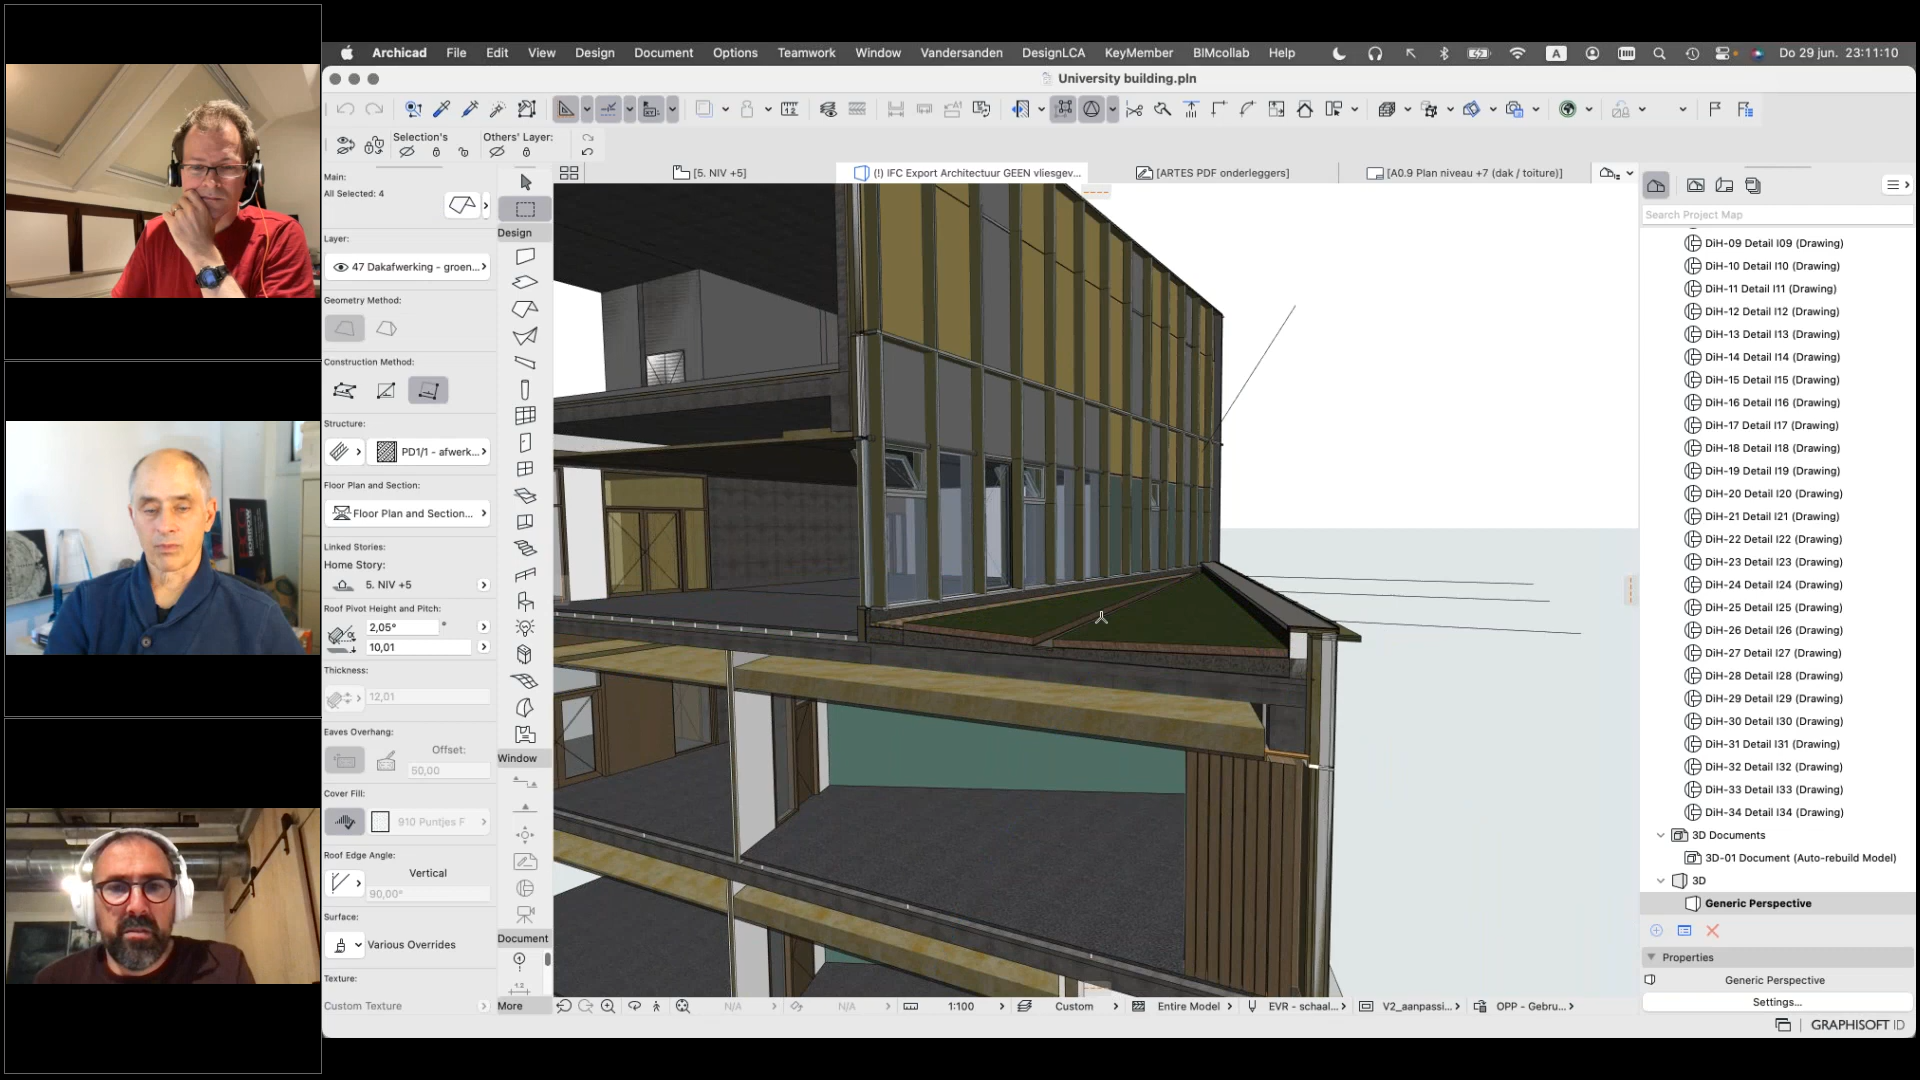 Archicad File Edit View Design Document Options Teamwork Window Vandersanden DesignLCA KeyMember BIMcollab Help A Do 29 jun. 23:11:10
University building.pln
Selection's Others' Layer:
Main:
All Selected: 4
[5. NIV +5] (!) IFC Export Architectuur GEEN vliesgev... [ARTES PDF onderleggers] [A0.9 Plan niveau +7 (dak / toiture)]
Search Project Map
Design
Layer:
47 Dakafwerking - groen...
Geometry Method:
Construction Method:
Structure:
PD1/1 - afwerk...
Floor Plan and Section:
Floor Plan and Section...
Linked Stories:
Home Story:
5. NIV +5
Roof Pivot Height and Pitch:
2,05° °
10,01
Thickness:
12,01
Eaves Overhang:
Offset:
50,00
Cover Fill:
910 Puntjes F
Roof Edge Angle:
Vertical
90,00°
Surface:
Various Overrides
Texture:
Custom Texture
Window
Document
1.2
More
N/A N/A 1:100 Custom Entire Model EVR - schaal... V2_aanpassi... OPP - Gebru...
DiH-09 Detail I09 (Drawing)
DiH-10 Detail I10 (Drawing)
DiH-11 Detail I11 (Drawing)
DiH-12 Detail I12 (Drawing)
DiH-13 Detail I13 (Drawing)
DiH-14 Detail I14 (Drawing)
DiH-15 Detail I15 (Drawing)
DiH-16 Detail I16 (Drawing)
DiH-17 Detail I17 (Drawing)
DiH-18 Detail I18 (Drawing)
DiH-19 Detail I19 (Drawing)
DiH-20 Detail I20 (Drawing)
DiH-21 Detail I21 (Drawing)
DiH-22 Detail I22 (Drawing)
DiH-23 Detail I23 (Drawing)
DiH-24 Detail I24 (Drawing)
DiH-25 Detail I25 (Drawing)
DiH-26 Detail I26 (Drawing)
DiH-27 Detail I27 (Drawing)
DiH-28 Detail I28 (Drawing)
DiH-29 Detail I29 (Drawing)
DiH-30 Detail I30 (Drawing)
DiH-31 Detail I31 (Drawing)
DiH-32 Detail I32 (Drawing)
DiH-33 Detail I33 (Drawing)
DiH-34 Detail I34 (Drawing)
3D Documents
3D-01 Document (Auto-rebuild Model)
3D
Generic Perspective
Properties
Generic Perspective
Settings...
GRAPHISOFT ID